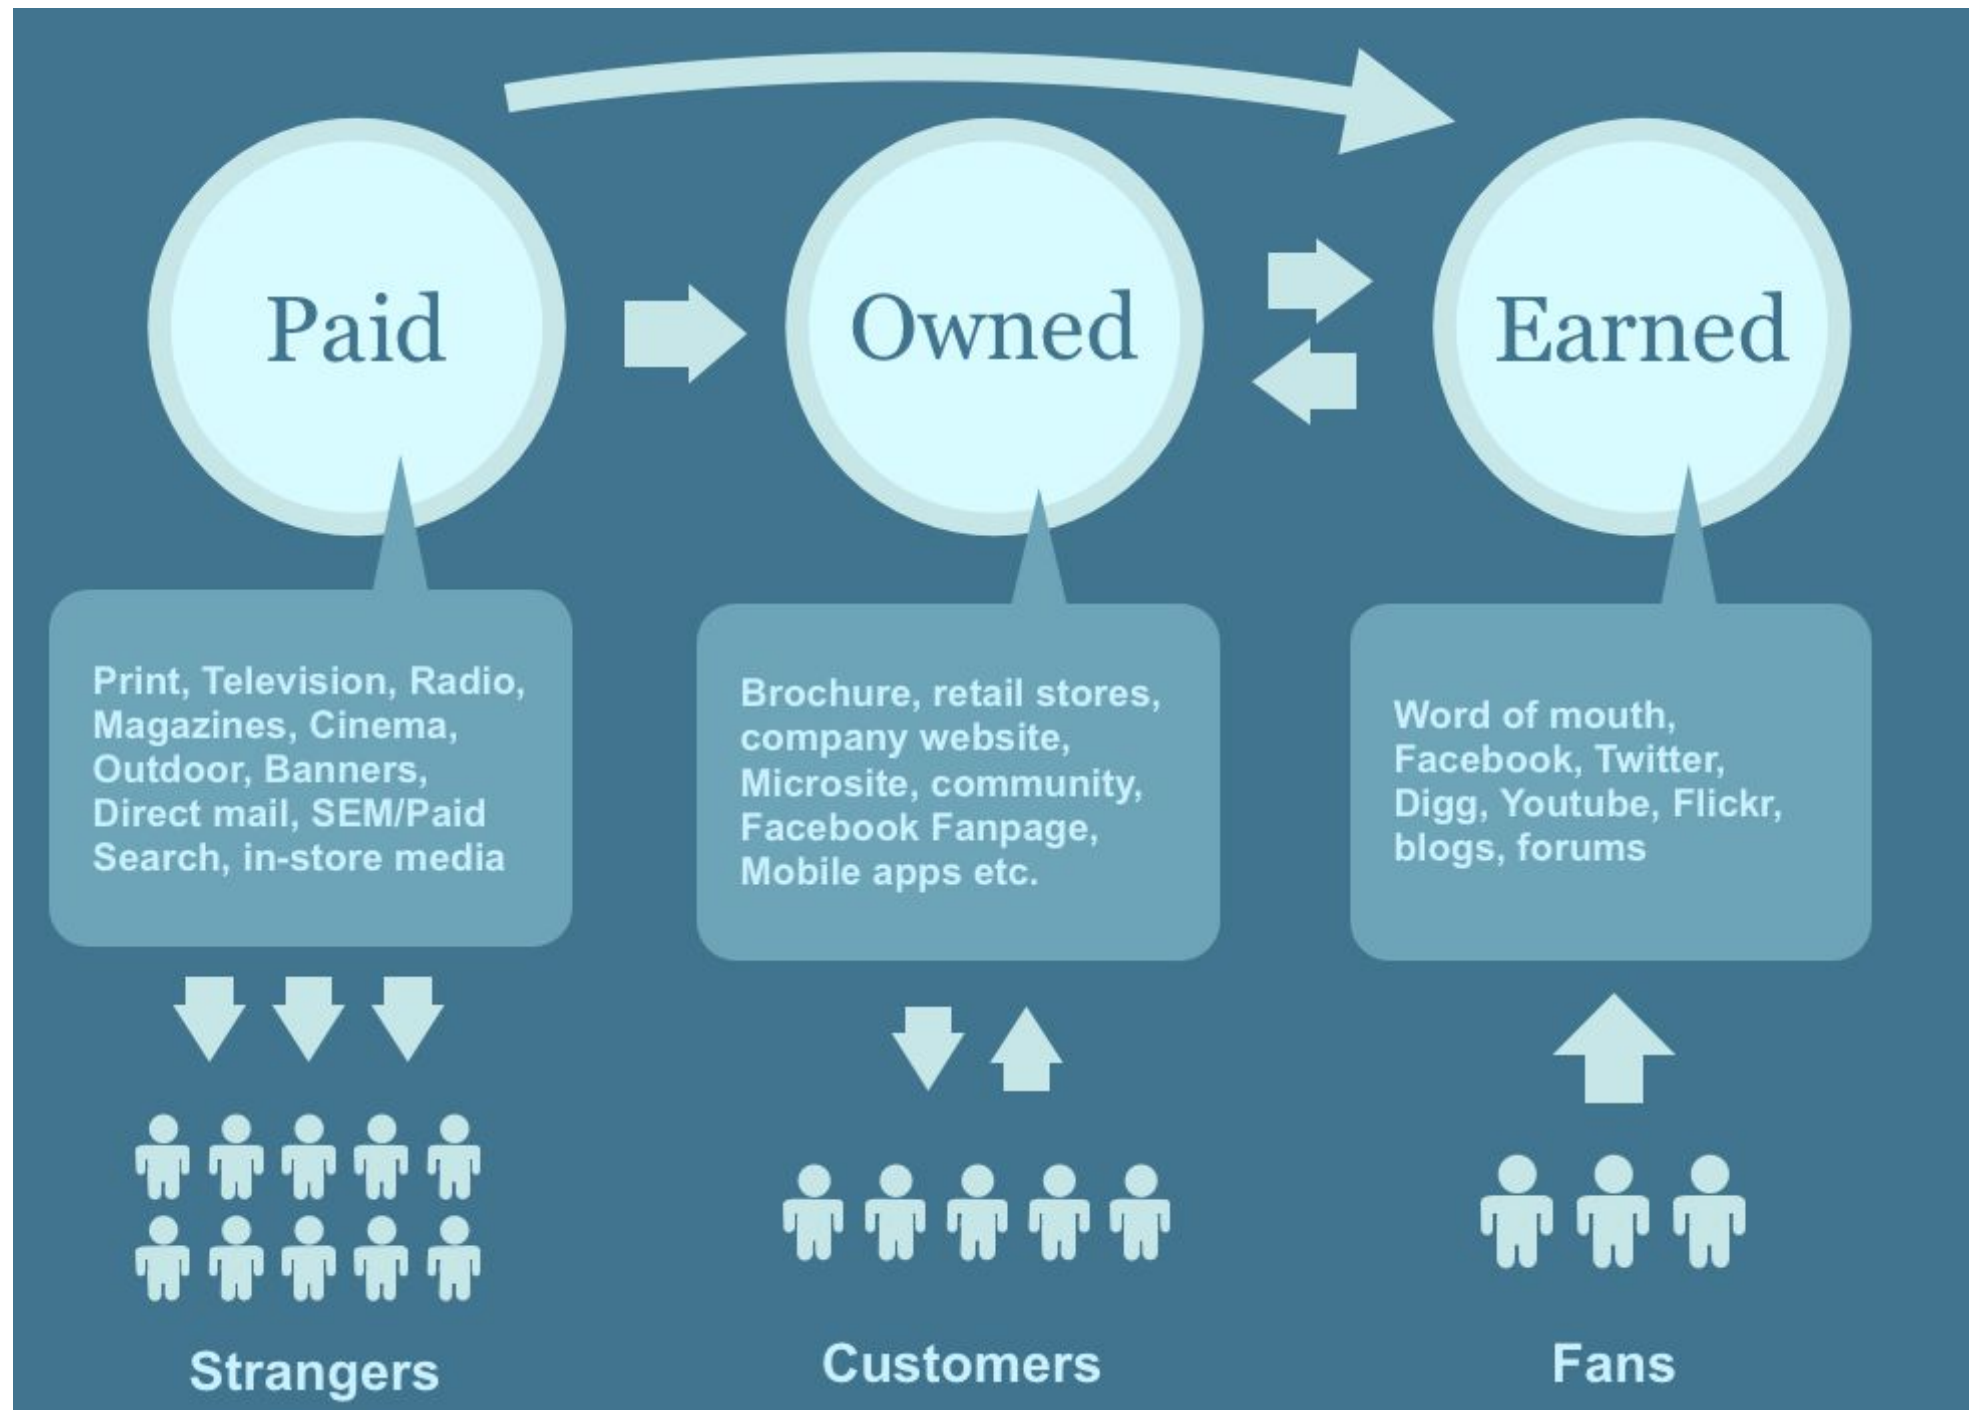 Paid
Owned
Earned
Print, Television, Radio,
Magazines, Cinema,
Outdoor, Banners,
Direct mail, SEM/Paid
Search, in-store media
Brochure, retail stores,
company website,
Microsite, community,
Facebook Fanpage,
Mobile apps etc.
Word of mouth,
Facebook, Twitter,
Digg, Youtube, Flickr,
blogs, forums
Strangers
Customers
Fans